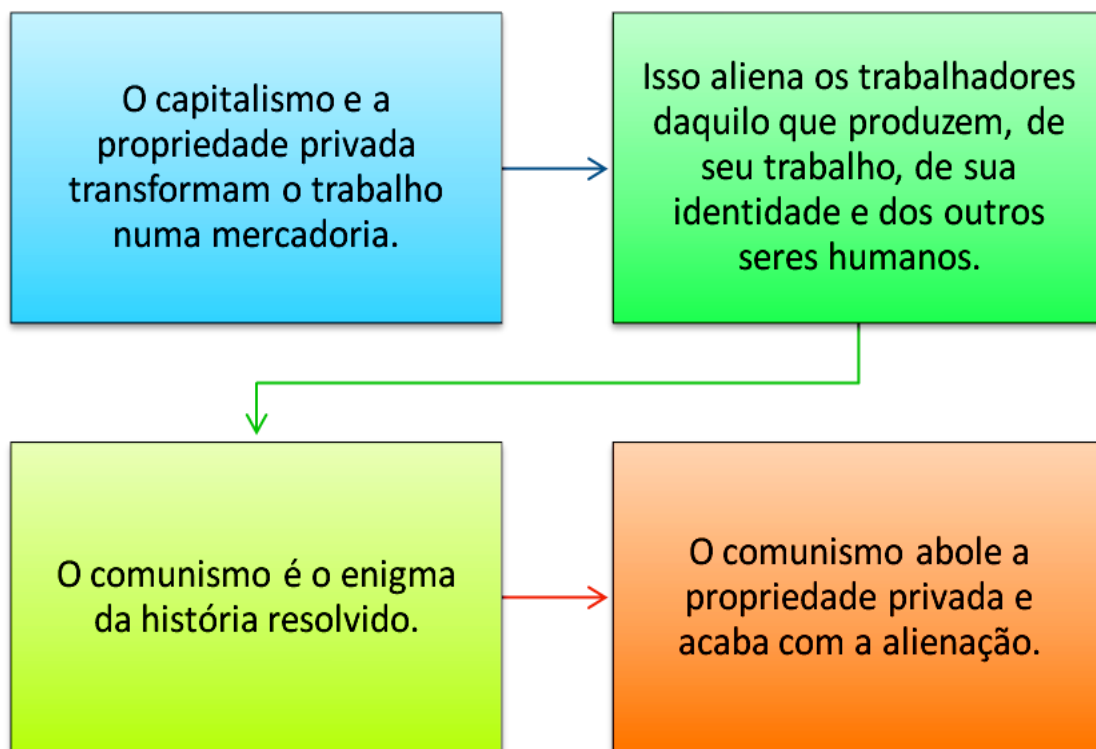 O capitalismo e a
propriedade privada
transformam o trabalho
numa mercadoria.
Isso aliena os trabalhadores
daquilo que produzem, de
seu trabalho, de sua
identidade e dos outros
seres humanos.
O comunismo é o enigma
da história resolvido.
O comunismo abole a
propriedade privada e
acaba com a alienação.